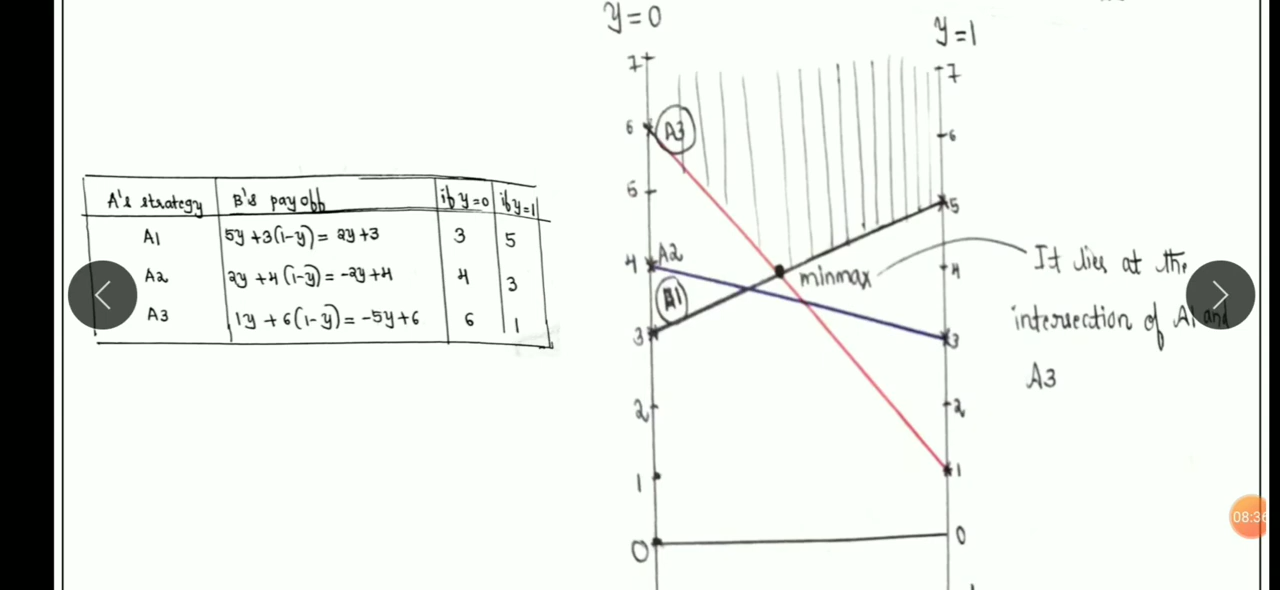 y=0
y=1
A's strategy B's payoff if y=0 if y=1
A1 5y+3(1-y)= 2y+3 3 5
A2 2y+4(1-y)=-2y+4 4 3
A3 1y+6(1-y)= -5y+6 6 1
7
6 A3
5
4 A2
A1
3
2
1
0
7
6
5
4
3
2
1
0
minmax
It lies at the
intersection of A1 and
A3
08:36